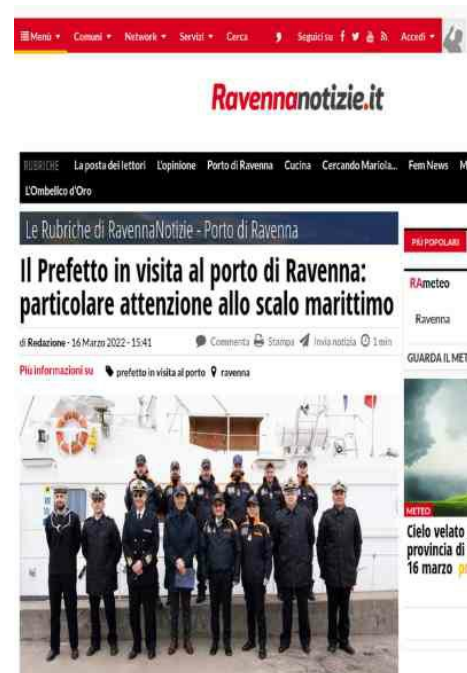 Menù Comuni Network Servizi Cerca Seguici su Accedi
Ravennanotizie.it
RUBRICHE La posta dei lettori L'opinione Porto di Ravenna Cucina Cercando Mariola... Fem News M
L'Ombelico d'Oro
Le Rubriche di RavennaNotizie - Porto di Ravenna
Il Prefetto in visita al porto di Ravenna:
particolare attenzione allo scalo marittimo
di Redazione - 16 Marzo 2022 - 15:41 Commenta Stampa Invia notizia 1 min
Più informazioni su prefetto in visita al porto ravenna
PIÙ POPOLARI
RAmeteo
Ravenna
GUARDA IL MET
METEO
Cielo velato
provincia di
16 marzo